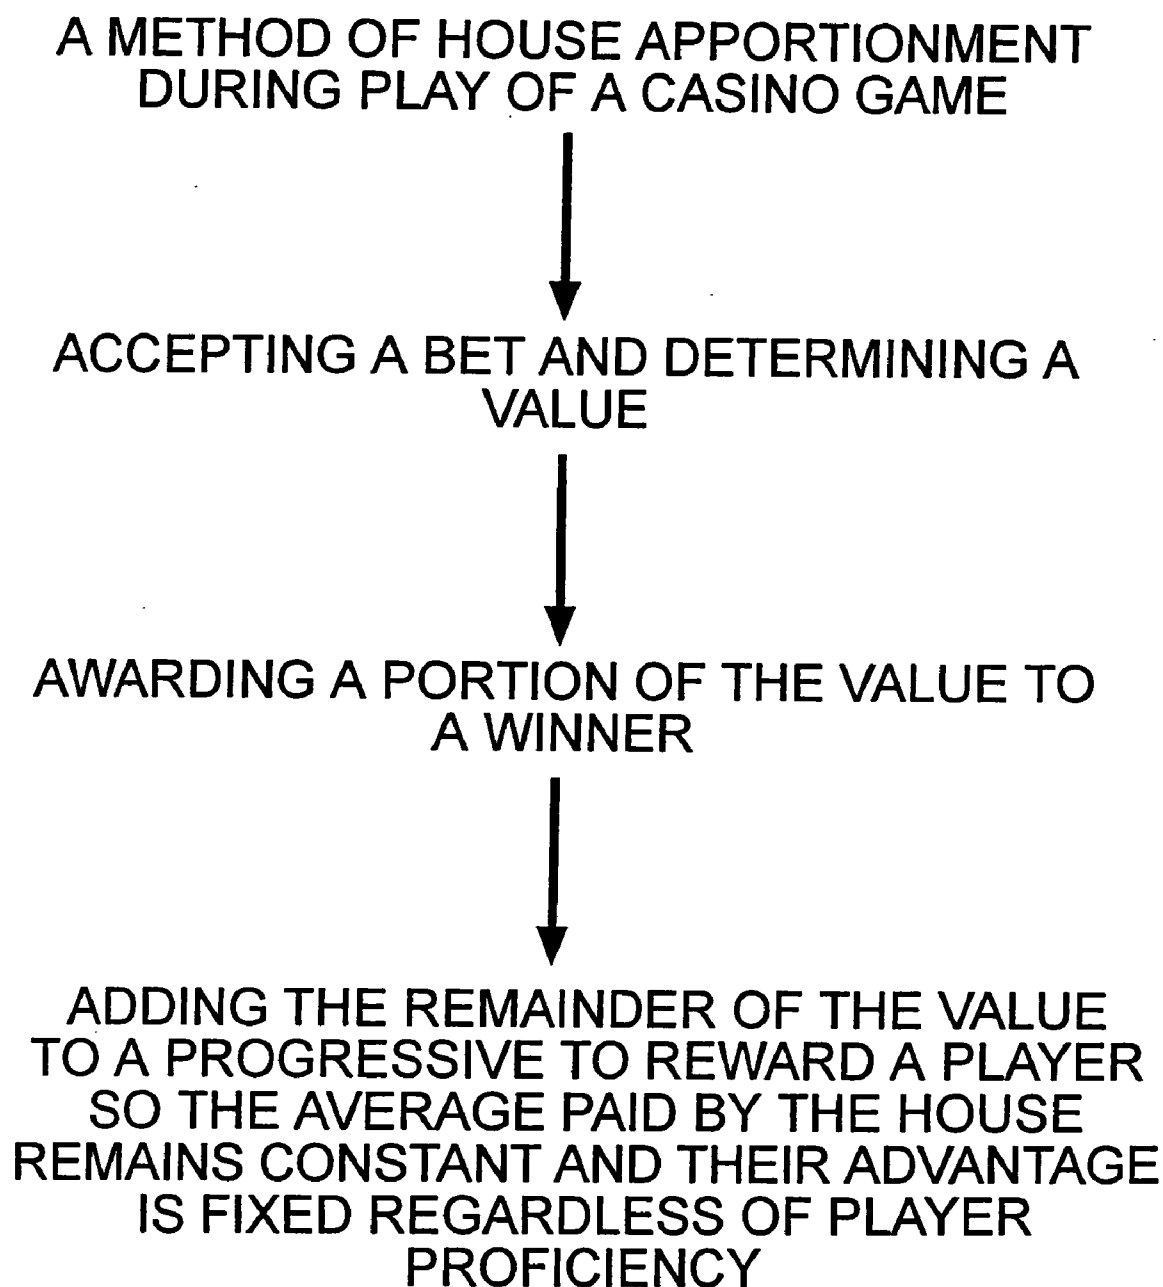 A METHOD OF HOUSE APPORTIONMENT
DURING PLAY OF A CASINO GAME
ACCEPTING A BET AND DETERMINING A
VALUE
AWARDING A PORTION OF THE VALUE TO
A WINNER
ADDING THE REMAINDER OF THE VALUE
TO A PROGRESSIVE TO REWARD A PLAYER
SO THE AVERAGE PAID BY THE HOUSE
REMAINS CONSTANT AND THEIR ADVANTAGE
IS FIXED REGARDLESS OF PLAYER
PROFICIENCY